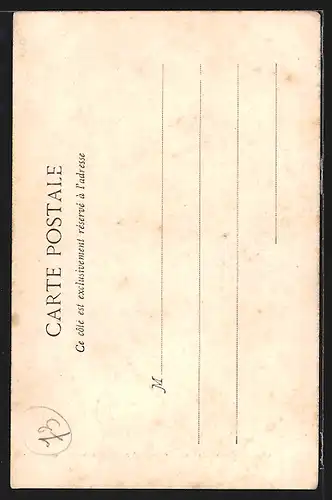 CARTE POSTALE
Ce côté est exclusivement réservé à l'adresse
M